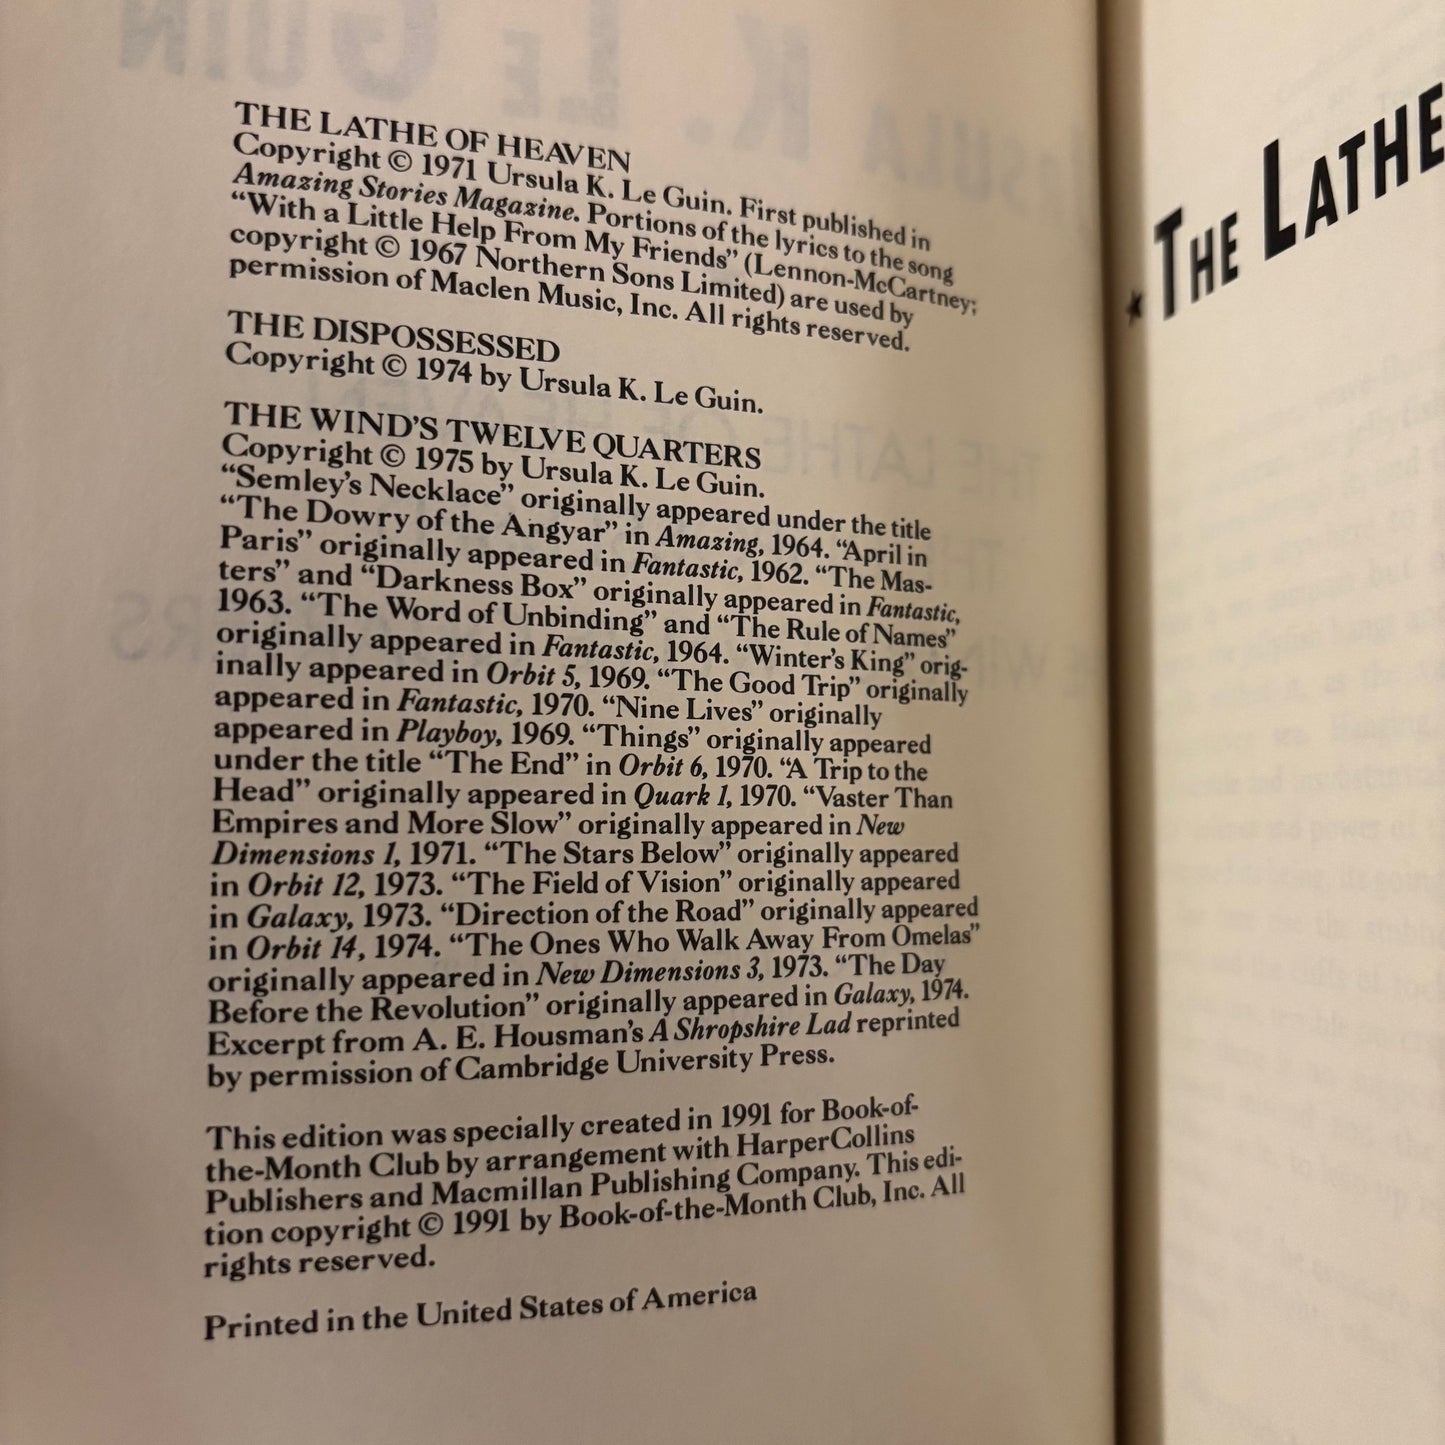 THE LATHE OF HEAVEN
Copyright © 1971 Ursula K. Le Guin. First published in
Amazing Stories Magazine. Portions of the lyrics to the song
“With a Little Help From My Friends” (Lennon-McCartney;
copyright © 1967 Northern Sons Limited) are used by
permission of Maclen Music, Inc. All rights reserved.
THE DISPOSSESSED
Copyright © 1974 by Ursula K. Le Guin.
THE WIND’S TWELVE QUARTERS
Copyright © 1975 by Ursula K. Le Guin.
“Semley’s Necklace” originally appeared under the title
“The Dowry of the Angyar” in Amazing, 1964. “April in
Paris” originally appeared in Fantastic, 1962. “The Mas-
ters” and “Darkness Box” originally appeared in Fantastic,
1963. “The Word of Unbinding” and “The Rule of Names”
originally appeared in Fantastic, 1964. “Winter’s King” orig-
inally appeared in Orbit 5, 1969. “The Good Trip” originally
appeared in Fantastic, 1970. “Nine Lives” originally
appeared in Playboy, 1969. “Things” originally appeared
under the title “The End” in Orbit 6, 1970. “A Trip to the
Head” originally appeared in Quark 1, 1970. “Vaster Than
Empires and More Slow” originally appeared in New
Dimensions 1, 1971. “The Stars Below” originally appeared
in Orbit 12, 1973. “The Field of Vision” originally appeared
in Galaxy, 1973. “Direction of the Road” originally appeared
in Orbit 14, 1974. “The Ones Who Walk Away From Omelas”
originally appeared in New Dimensions 3, 1973. “The Day
Before the Revolution” originally appeared in Galaxy, 1974.
Excerpt from A. E. Housman’s A Shropshire Lad reprinted
by permission of Cambridge University Press.
This edition was specially created in 1991 for Book-of-
the-Month Club by arrangement with HarperCollins
Publishers and Macmillan Publishing Company. This edi-
tion copyright © 1991 by Book-of-the-Month Club, Inc. All
rights reserved.
Printed in the United States of America
THE LATHE